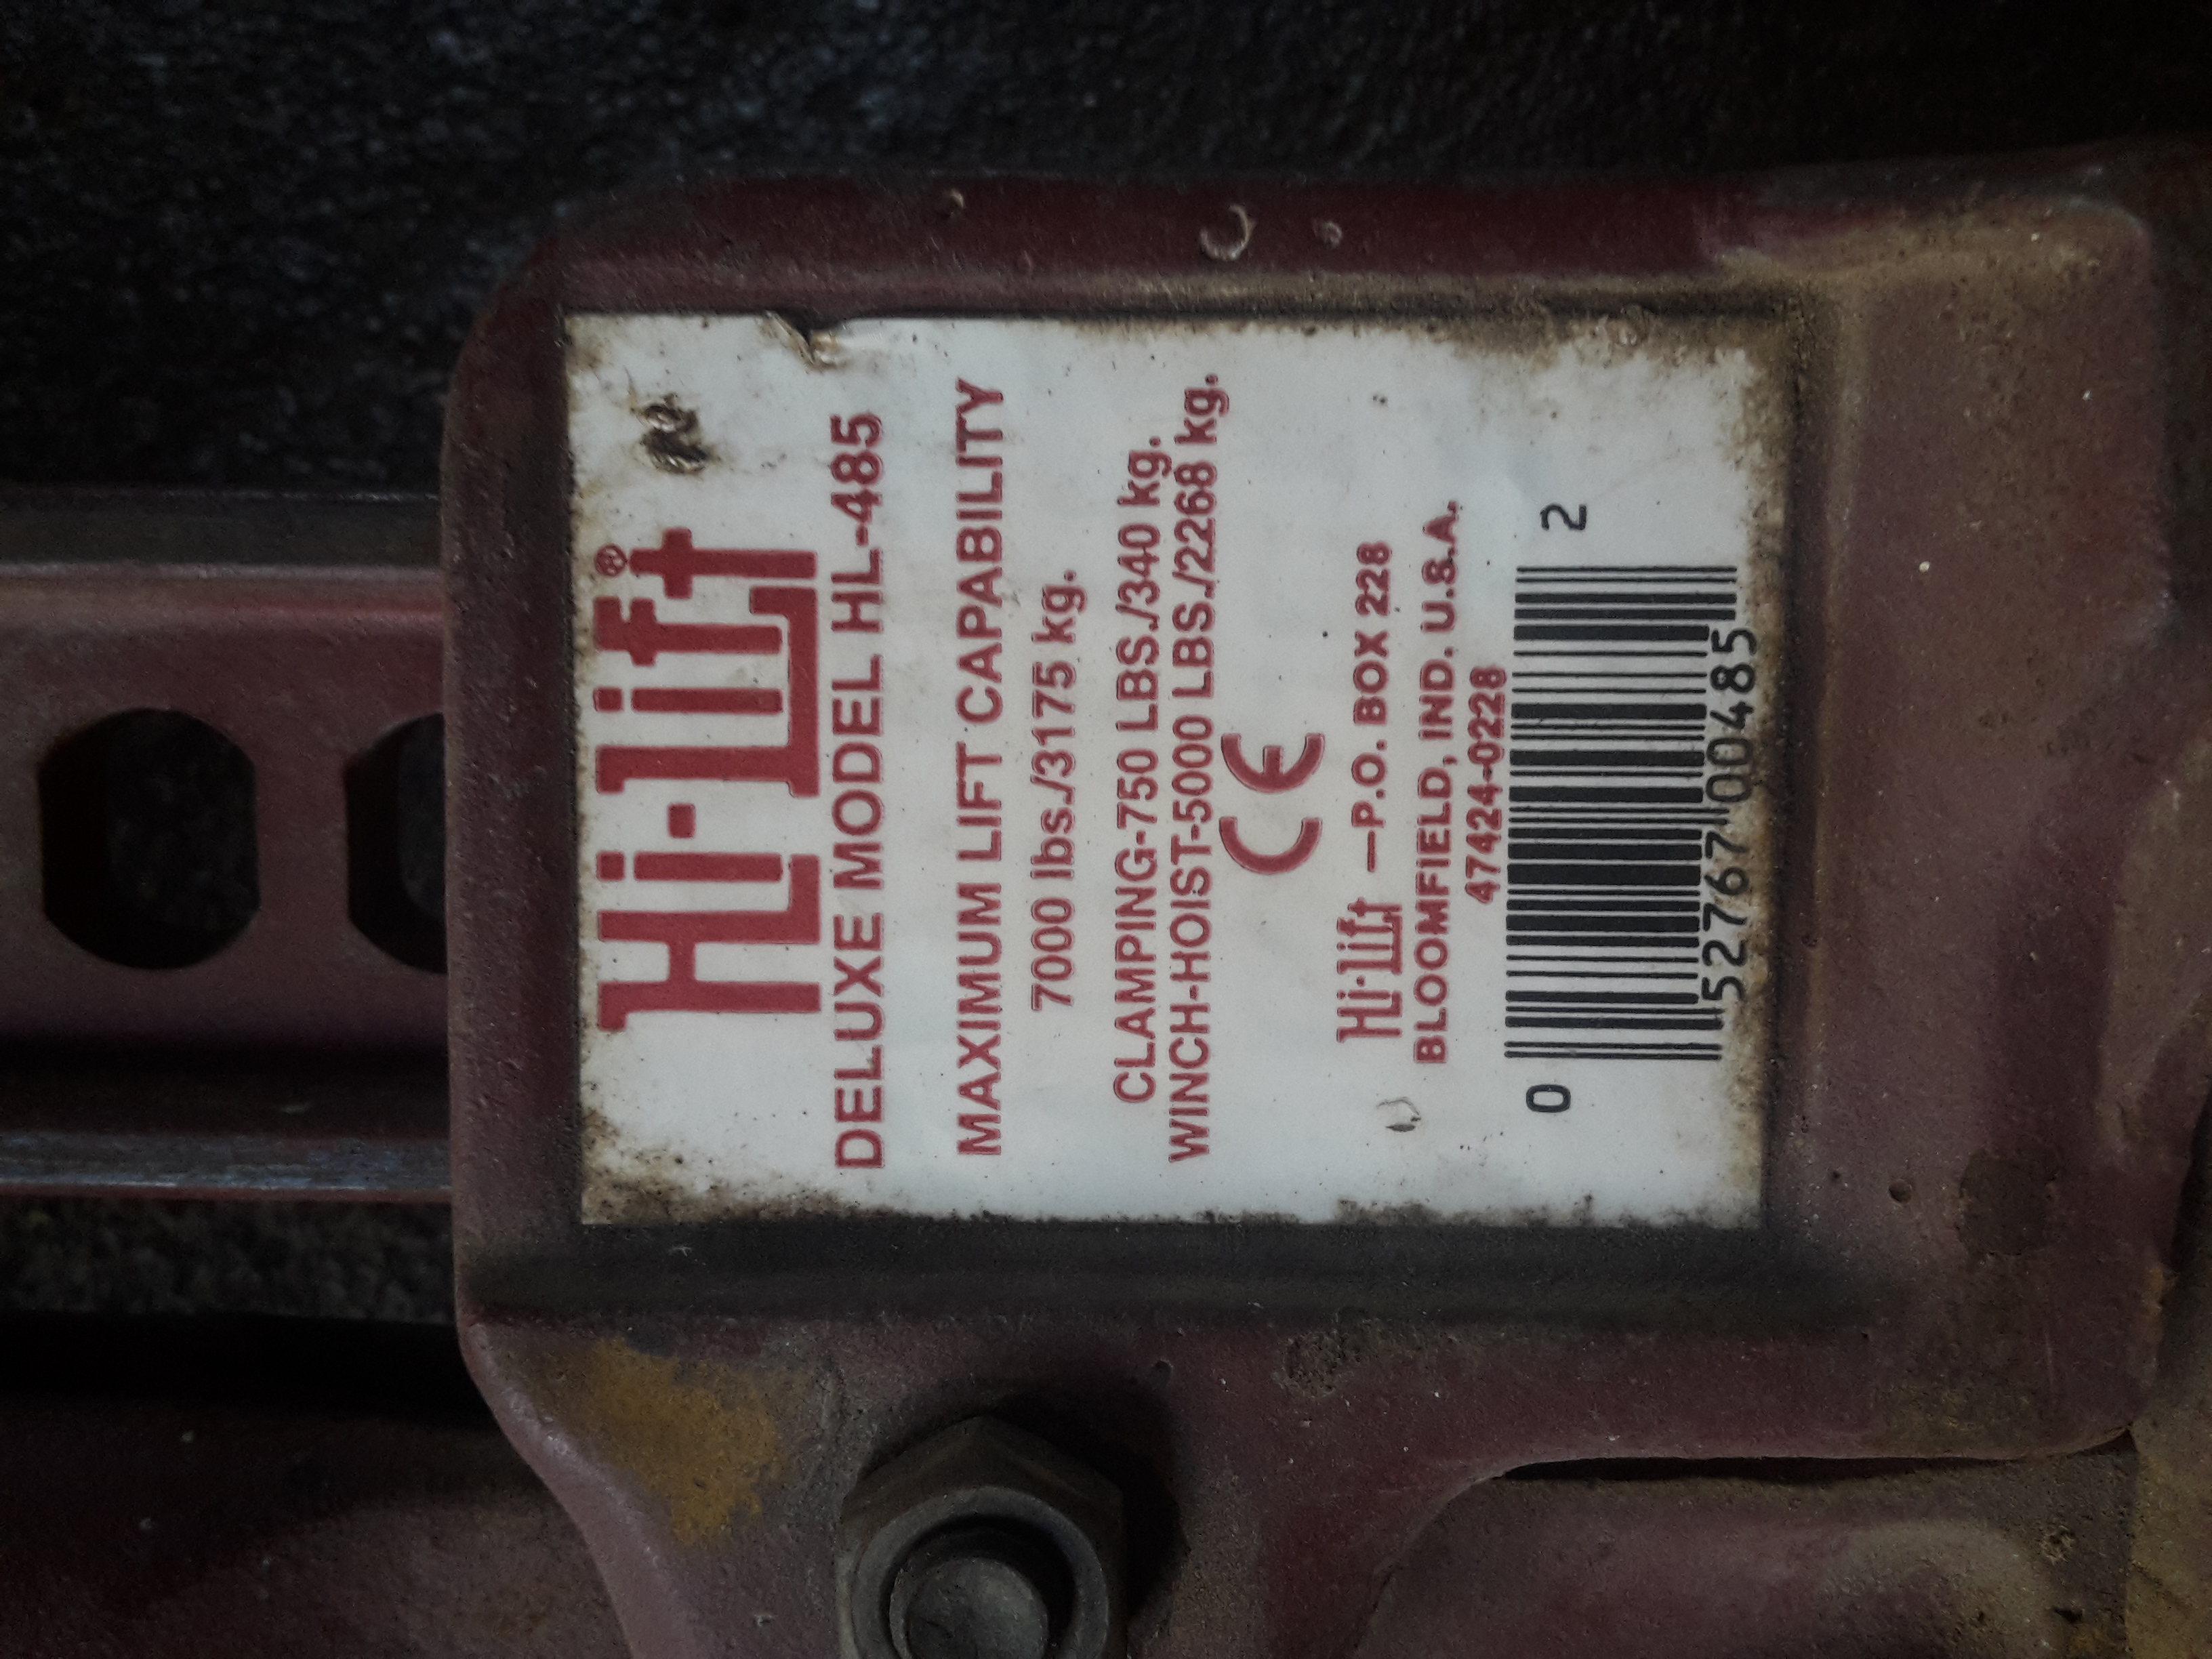 Hi-Lift®
DELUXE MODEL HL-485
MAXIMUM LIFT CAPABILITY
7000 lbs./3175 kg.
CLAMPING-750 LBS./340 kg.
WINCH-HOIST-5000 LBS./2268 kg.
CE
Hi-Lift —P.O. BOX 228
BLOOMFIELD, IND. U.S.A.
47424-0228
0 52767 00485 2